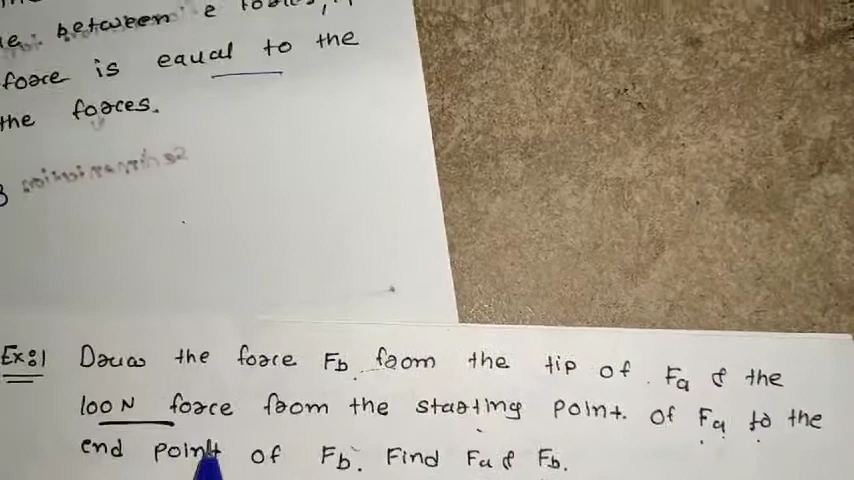 between e
force is equal to the
the forces.
Ex:1 Draw the force Fb from the tip of Fa & the
100 N force from the starting point. of Fa to the
end point of Fb. Find Fa & Fb.